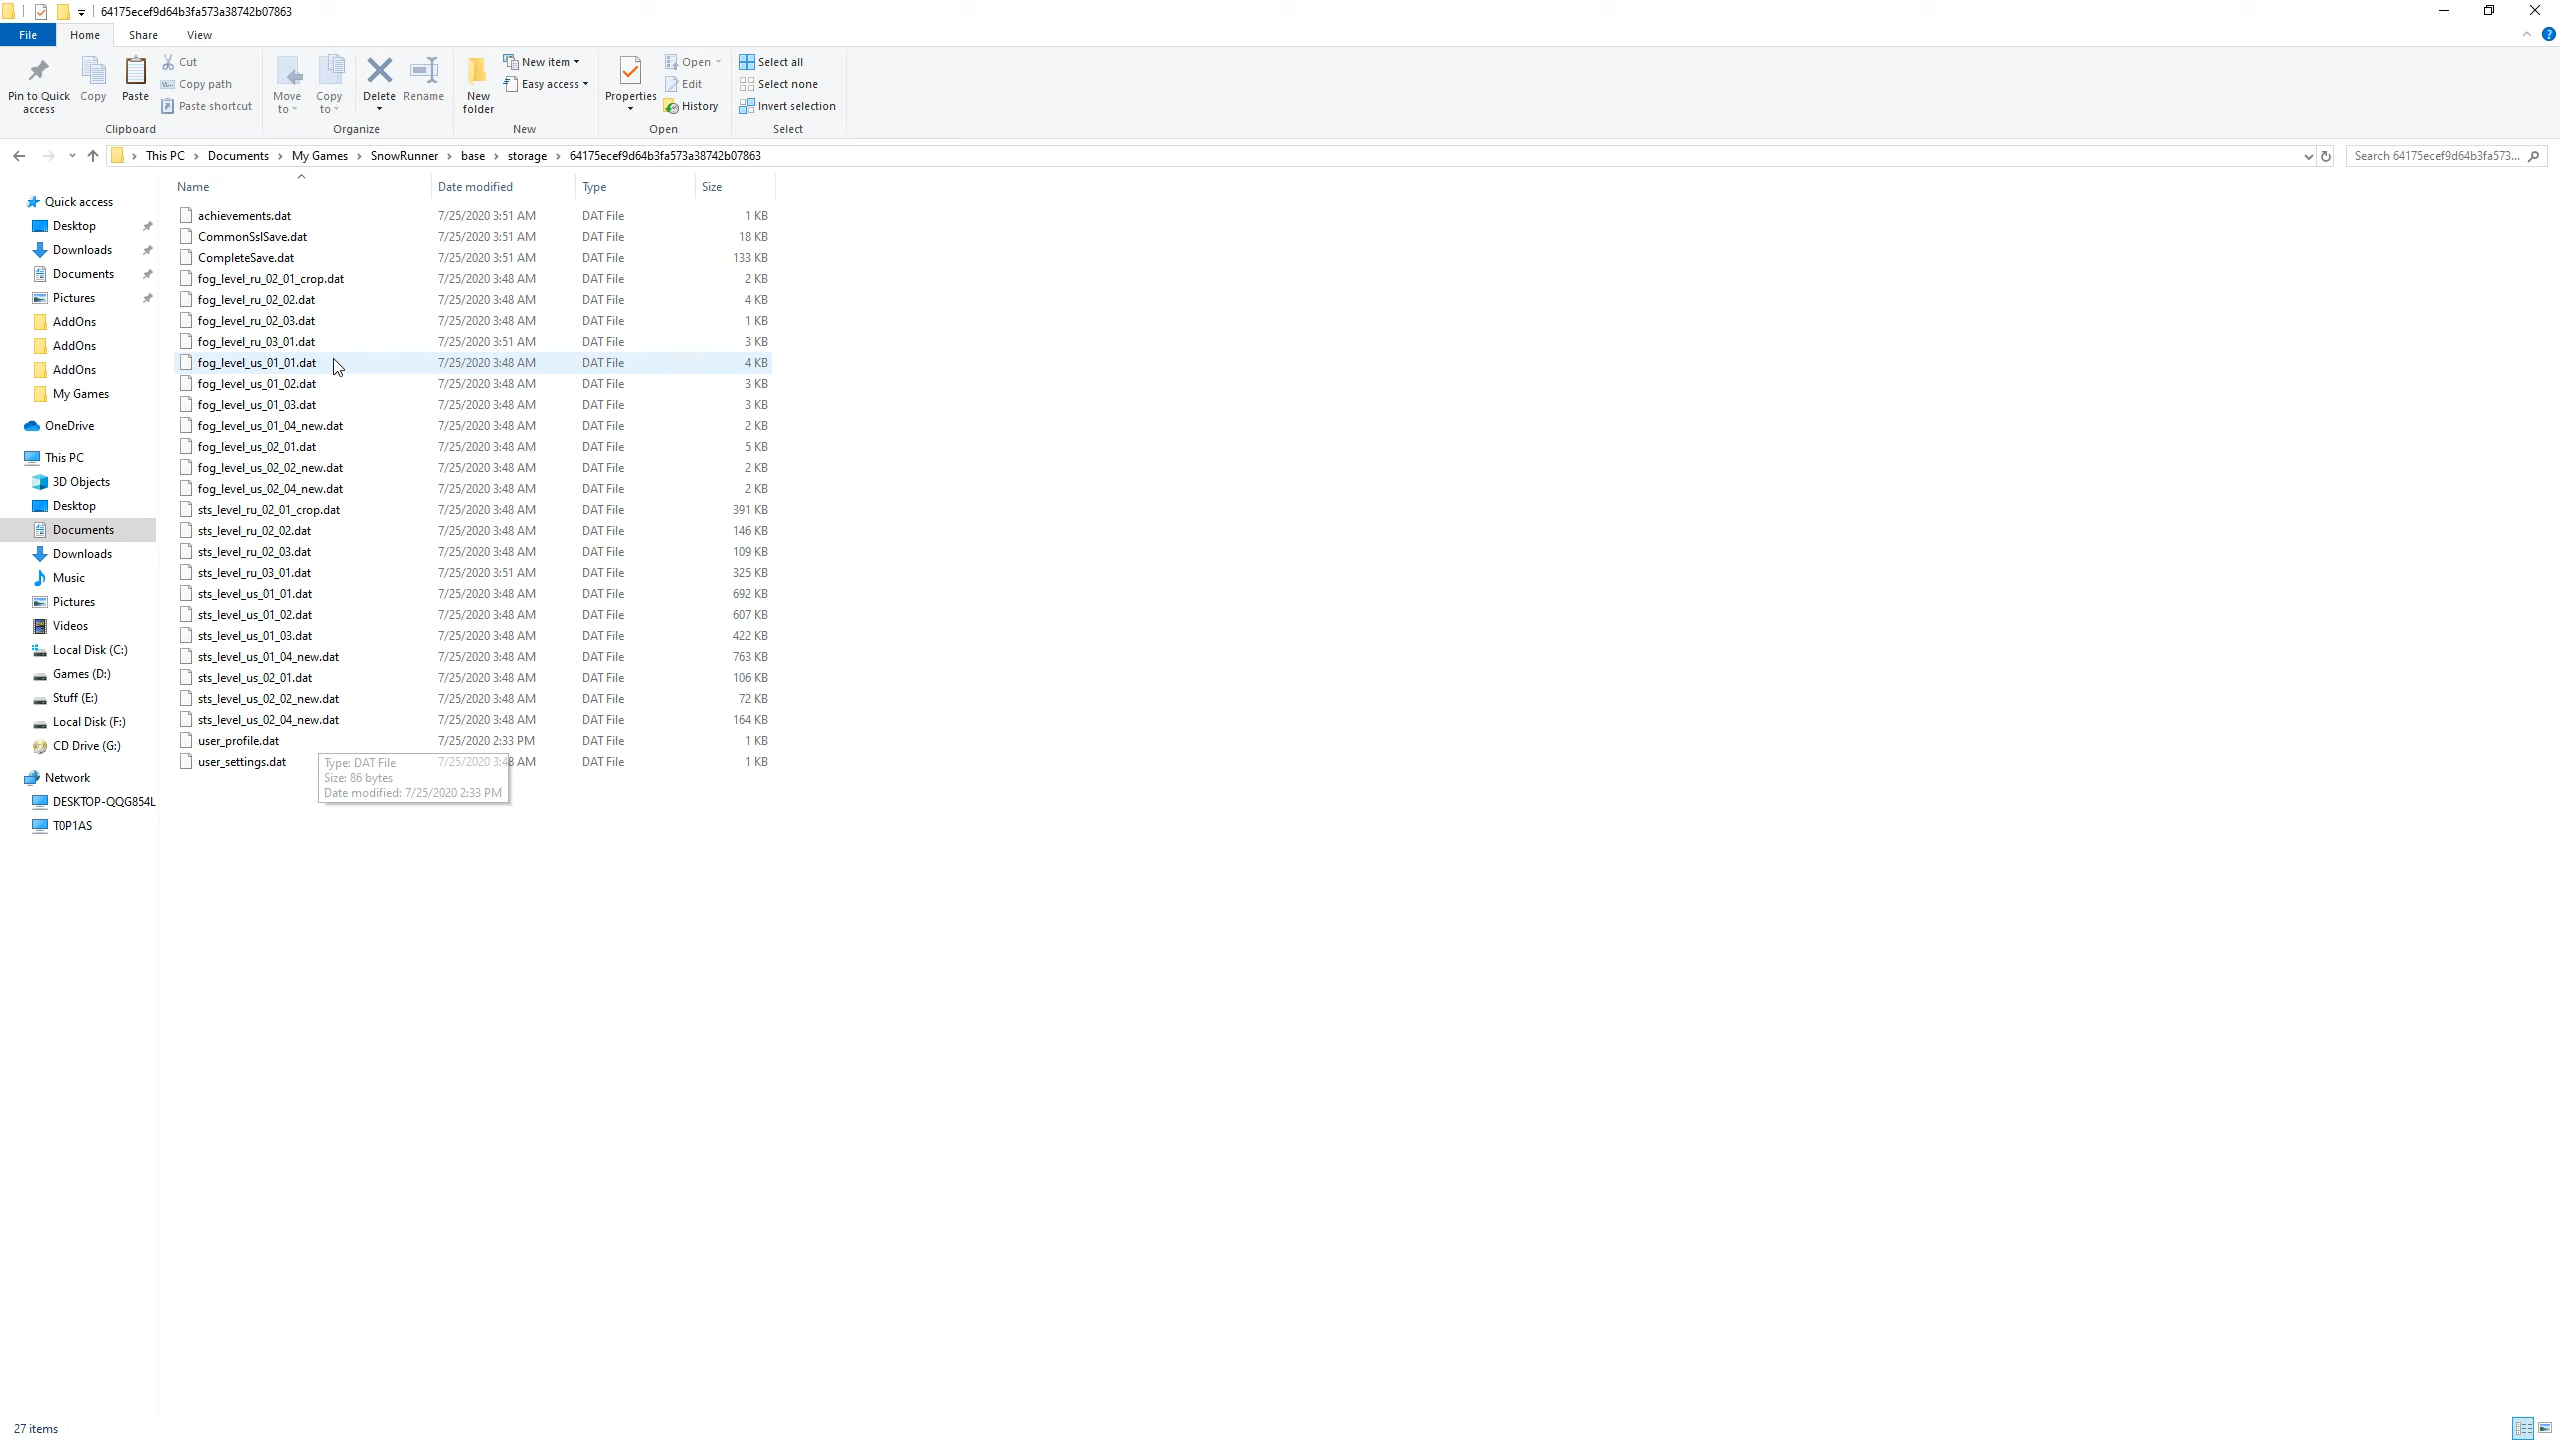 64175ecef9d64b3fa573a38742b07863
File Home Share View
Pin to Quick access
Copy
Paste
Cut
Copy path
Paste shortcut
Clipboard
Move to
Copy to
Delete
Rename
Organize
New folder
New item
Easy access
New
Properties
Open
Edit
History
Open
Select all
Select none
Invert selection
Select
This PC > Documents > My Games > SnowRunner > base > storage > 64175ecef9d64b3fa573a38742b07863
Search 64175ecef9d64b3fa573...
Quick access
Desktop
Downloads
Documents
Pictures
AddOns
AddOns
AddOns
My Games
OneDrive
This PC
3D Objects
Desktop
Documents
Downloads
Music
Pictures
Videos
Local Disk (C:)
Games (D:)
Stuff (E:)
Local Disk (F:)
CD Drive (G:)
Network
DESKTOP-QQG854L
T0P1AS
Name Date modified Type Size
achievements.dat 7/25/2020 3:51 AM DAT File 1 KB
CommonSslSave.dat 7/25/2020 3:51 AM DAT File 18 KB
CompleteSave.dat 7/25/2020 3:51 AM DAT File 133 KB
fog_level_ru_02_01_crop.dat 7/25/2020 3:48 AM DAT File 2 KB
fog_level_ru_02_02.dat 7/25/2020 3:48 AM DAT File 4 KB
fog_level_ru_02_03.dat 7/25/2020 3:48 AM DAT File 1 KB
fog_level_ru_03_01.dat 7/25/2020 3:51 AM DAT File 3 KB
fog_level_us_01_01.dat 7/25/2020 3:48 AM DAT File 4 KB
fog_level_us_01_02.dat 7/25/2020 3:48 AM DAT File 3 KB
fog_level_us_01_03.dat 7/25/2020 3:48 AM DAT File 3 KB
fog_level_us_01_04_new.dat 7/25/2020 3:48 AM DAT File 2 KB
fog_level_us_02_01.dat 7/25/2020 3:48 AM DAT File 5 KB
fog_level_us_02_02_new.dat 7/25/2020 3:48 AM DAT File 2 KB
fog_level_us_02_04_new.dat 7/25/2020 3:48 AM DAT File 2 KB
sts_level_ru_02_01_crop.dat 7/25/2020 3:48 AM DAT File 391 KB
sts_level_ru_02_02.dat 7/25/2020 3:48 AM DAT File 146 KB
sts_level_ru_02_03.dat 7/25/2020 3:48 AM DAT File 109 KB
sts_level_ru_03_01.dat 7/25/2020 3:51 AM DAT File 325 KB
sts_level_us_01_01.dat 7/25/2020 3:48 AM DAT File 692 KB
sts_level_us_01_02.dat 7/25/2020 3:48 AM DAT File 607 KB
sts_level_us_01_03.dat 7/25/2020 3:48 AM DAT File 422 KB
sts_level_us_01_04_new.dat 7/25/2020 3:48 AM DAT File 763 KB
sts_level_us_02_01.dat 7/25/2020 3:48 AM DAT File 106 KB
sts_level_us_02_02_new.dat 7/25/2020 3:48 AM DAT File 72 KB
sts_level_us_02_04_new.dat 7/25/2020 3:48 AM DAT File 164 KB
user_profile.dat 7/25/2020 2:33 PM DAT File 1 KB
user_settings.dat 7/25/2020 3:48 AM DAT File 1 KB
Type: DAT File
Size: 86 bytes
Date modified: 7/25/2020 2:33 PM
27 items